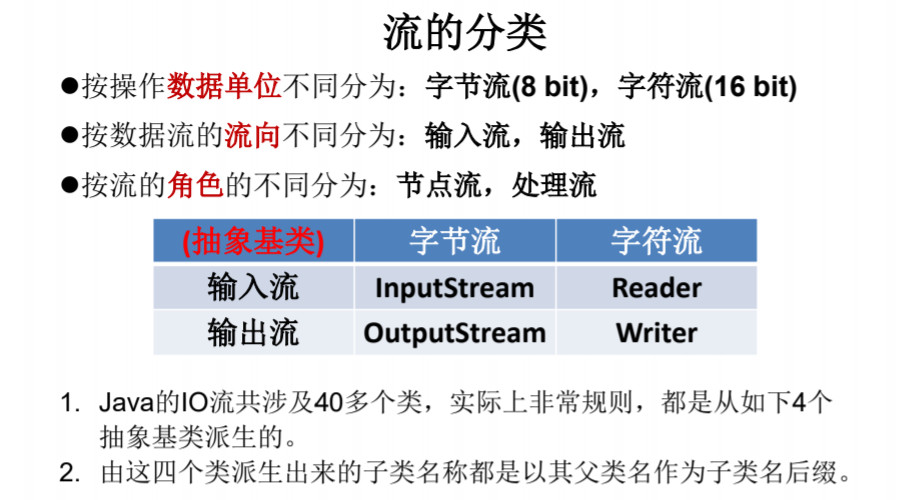 流的分类
●按操作数据单位不同分为：字节流(8 bit)，字符流(16 bit)
●按数据流的流向不同分为：输入流，输出流
●按流的角色的不同分为：节点流，处理流
(抽象基类) 字节流 字符流
输入流 InputStream Reader
输出流 OutputStream Writer
1. Java的IO流共涉及40多个类，实际上非常规则，都是从如下4个
抽象基类派生的。
2. 由这四个类派生出来的子类名称都是以其父类名作为子类名后缀。